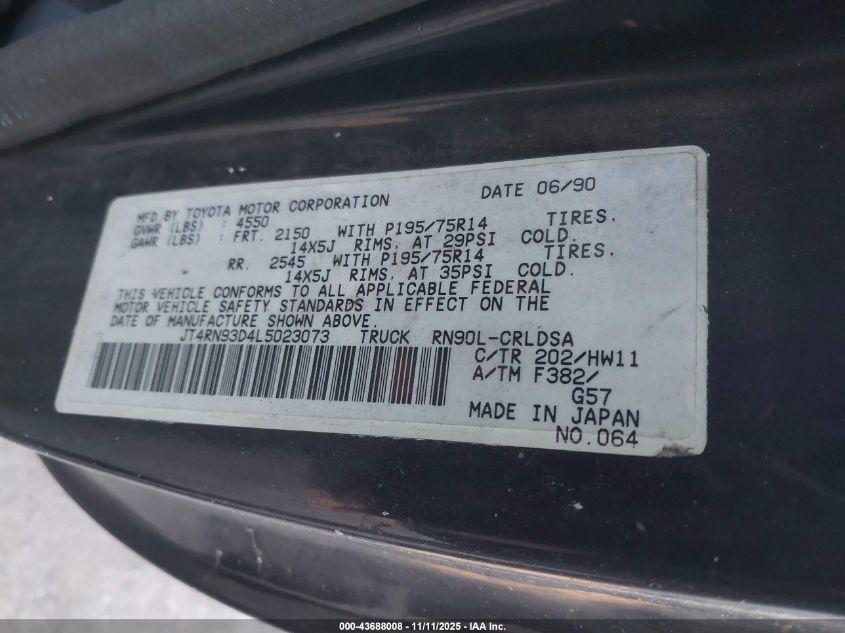 MFD BY TOYOTA MOTOR CORPORATION DATE 06/90
GVWR (LBS) : 4550
GAWR (LBS) : FRT. 2150 WITH P195/75R14 TIRES.
14X5J RIMS. AT 29PSI COLD.
RR. 2545 WITH P195/75R14 TIRES.
14X5J RIMS. AT 35PSI COLD.
THIS VEHICLE CONFORMS TO ALL APPLICABLE FEDERAL
MOTOR VEHICLE SAFETY STANDARDS IN EFFECT ON THE
DATE OF MANUFACTURE SHOWN ABOVE.
JT4RN93D4L5023073 TRUCK RN90L-CRLDSA
C/TR 202/HW11
A/TM F382/
G57
MADE IN JAPAN
NO.064
000-43688008 - 11/11/2025 - IAA Inc.